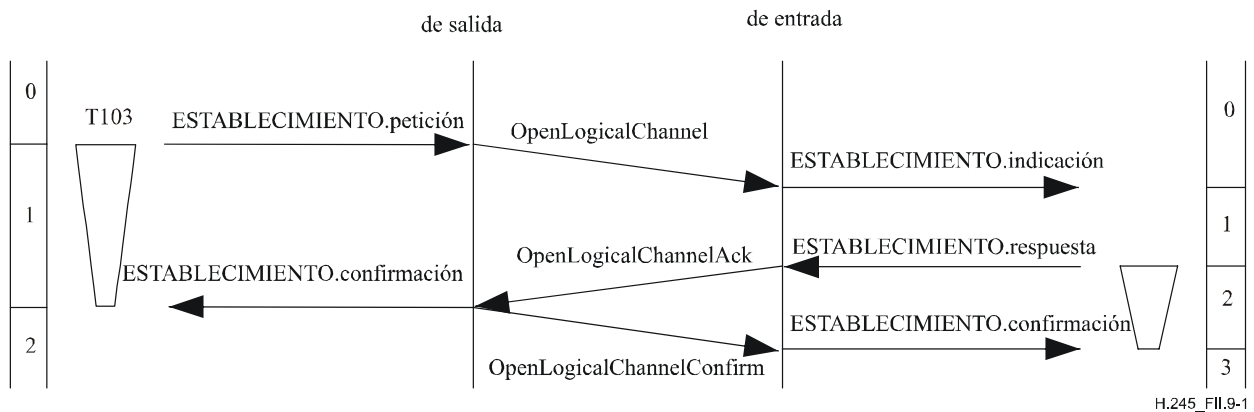 de salida
de entrada
0
T103
0
ESTABLECIMIENTO.petición
OpenLogicalChannel
ESTABLECIMIENTO.indicación
1
1
ESTABLECIMIENTO.respuesta
OpenLogicalChannelAck
ESTABLECIMIENTO.confirmación
2
ESTABLECIMIENTO.confirmación
2
OpenLogicalChannelConfirm
3
H.245_FII.9-1